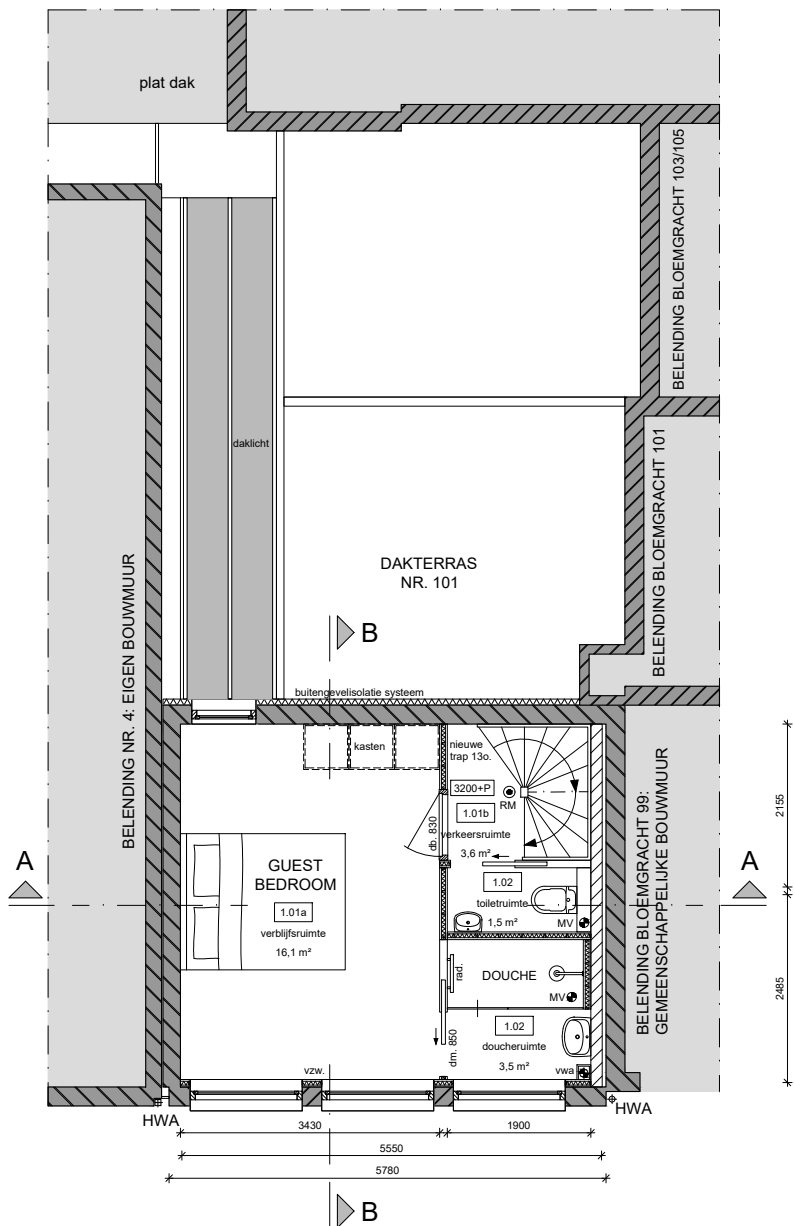 plat dak
BELENDING BLOEMGRACHT 103/105
daklicht
BELENDING BLOEMGRACHT 101
DAKTERRAS
NR. 101
BELENDING NR. 4: EIGEN BOUWMUUR
B
buitengevelisolatie systeem
kasten
nieuwe
trap 13o.
3200+P
RM
1.01b
verkeersruimte
3,6 m²
db. 830
2155
A
GUEST
BEDROOM
1.01a
verblijfsruimte
16,1 m²
1.02
toiletruimte
1,5 m²
MV
A
BELENDING BLOEMGRACHT 99:
GEMEENSCHAPPELIJKE BOUWMUUR
rad.
DOUCHE
MV
2485
1.02
doucheruimte
3,5 m²
dm. 850
vzw.
vwa
HWA
HWA
3430
1900
5550
5780
B